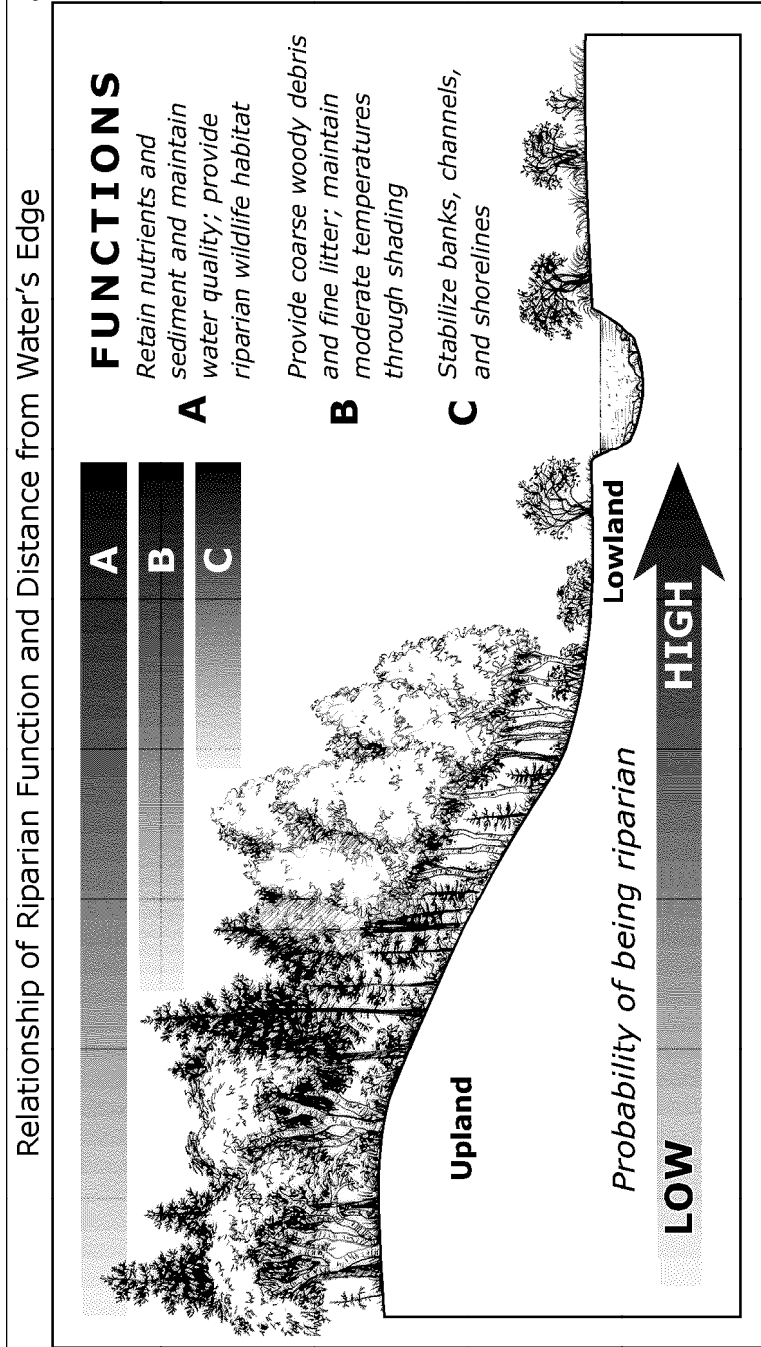 Relationship of Riparian Function and Distance from Water's Edge
FUNCTIONS
A
Retain nutrients and
sediment and maintain
water quality; provide
riparian wildlife habitat
B
Provide coarse woody debris
and fine litter; maintain
moderate temperatures
through shading
C
Stabilize banks, channels,
and shorelines
A
B
C
Upland
Lowland
Probability of being riparian
LOW
HIGH